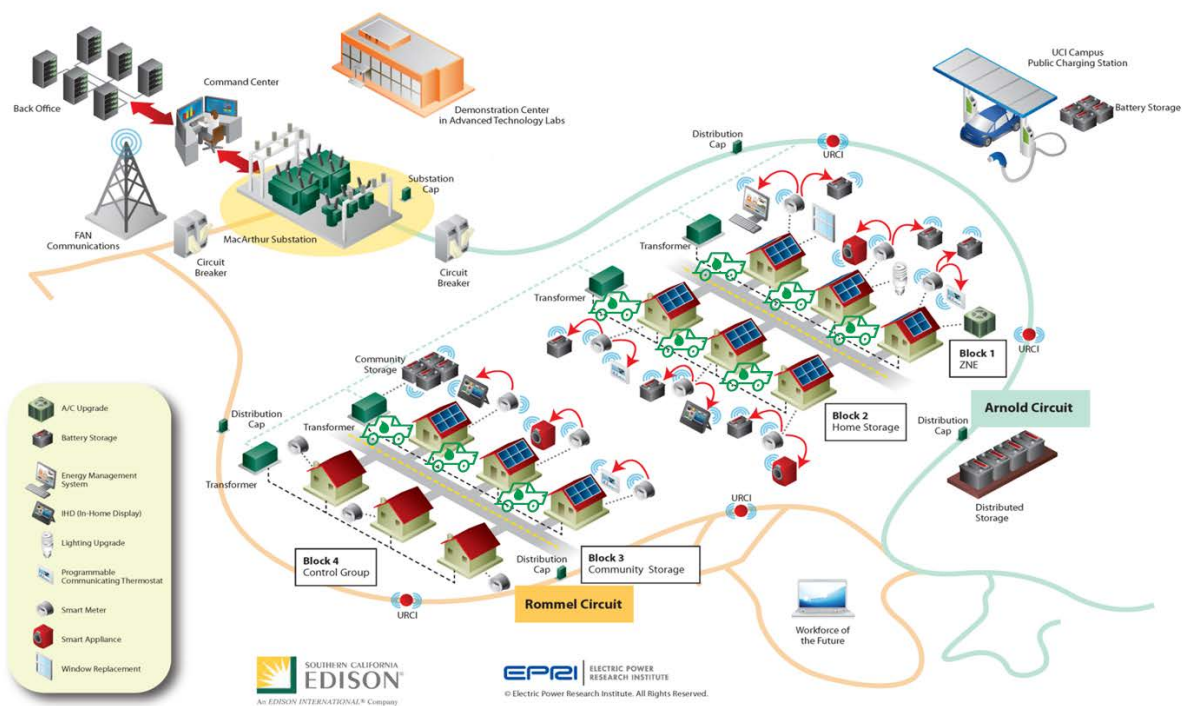 Back Office
Command Center
Demonstration Center
in Advanced Technology Labs
UCI Campus
Public Charging Station
Battery Storage
FAN
Communications
Circuit
Breaker
MacArthur Substation
Substation
Cap
Circuit
Breaker
Distribution
Cap
URCI
Transformer
Transformer
Block 1
ZNE
URCI
Arnold Circuit
Block 2
Home Storage
Distribution
Cap
Distributed
Storage
Community
Storage
Distribution
Cap
Transformer
Transformer
URCI
Block 4
Control Group
Distribution
Cap
Block 3
Community Storage
URCI
Rommel Circuit
Workforce of
the Future
A/C Upgrade
Battery Storage
Energy Management
System
IHD (In-Home Display)
Lighting Upgrade
Programmable
Communicating Thermostat
Smart Meter
Smart Appliance
Window Replacement
SOUTHERN CALIFORNIA
EDISON®
An EDISON INTERNATIONAL® Company
EPRI
ELECTRIC POWER
RESEARCH INSTITUTE
© Electric Power Research Institute. All Rights Reserved.